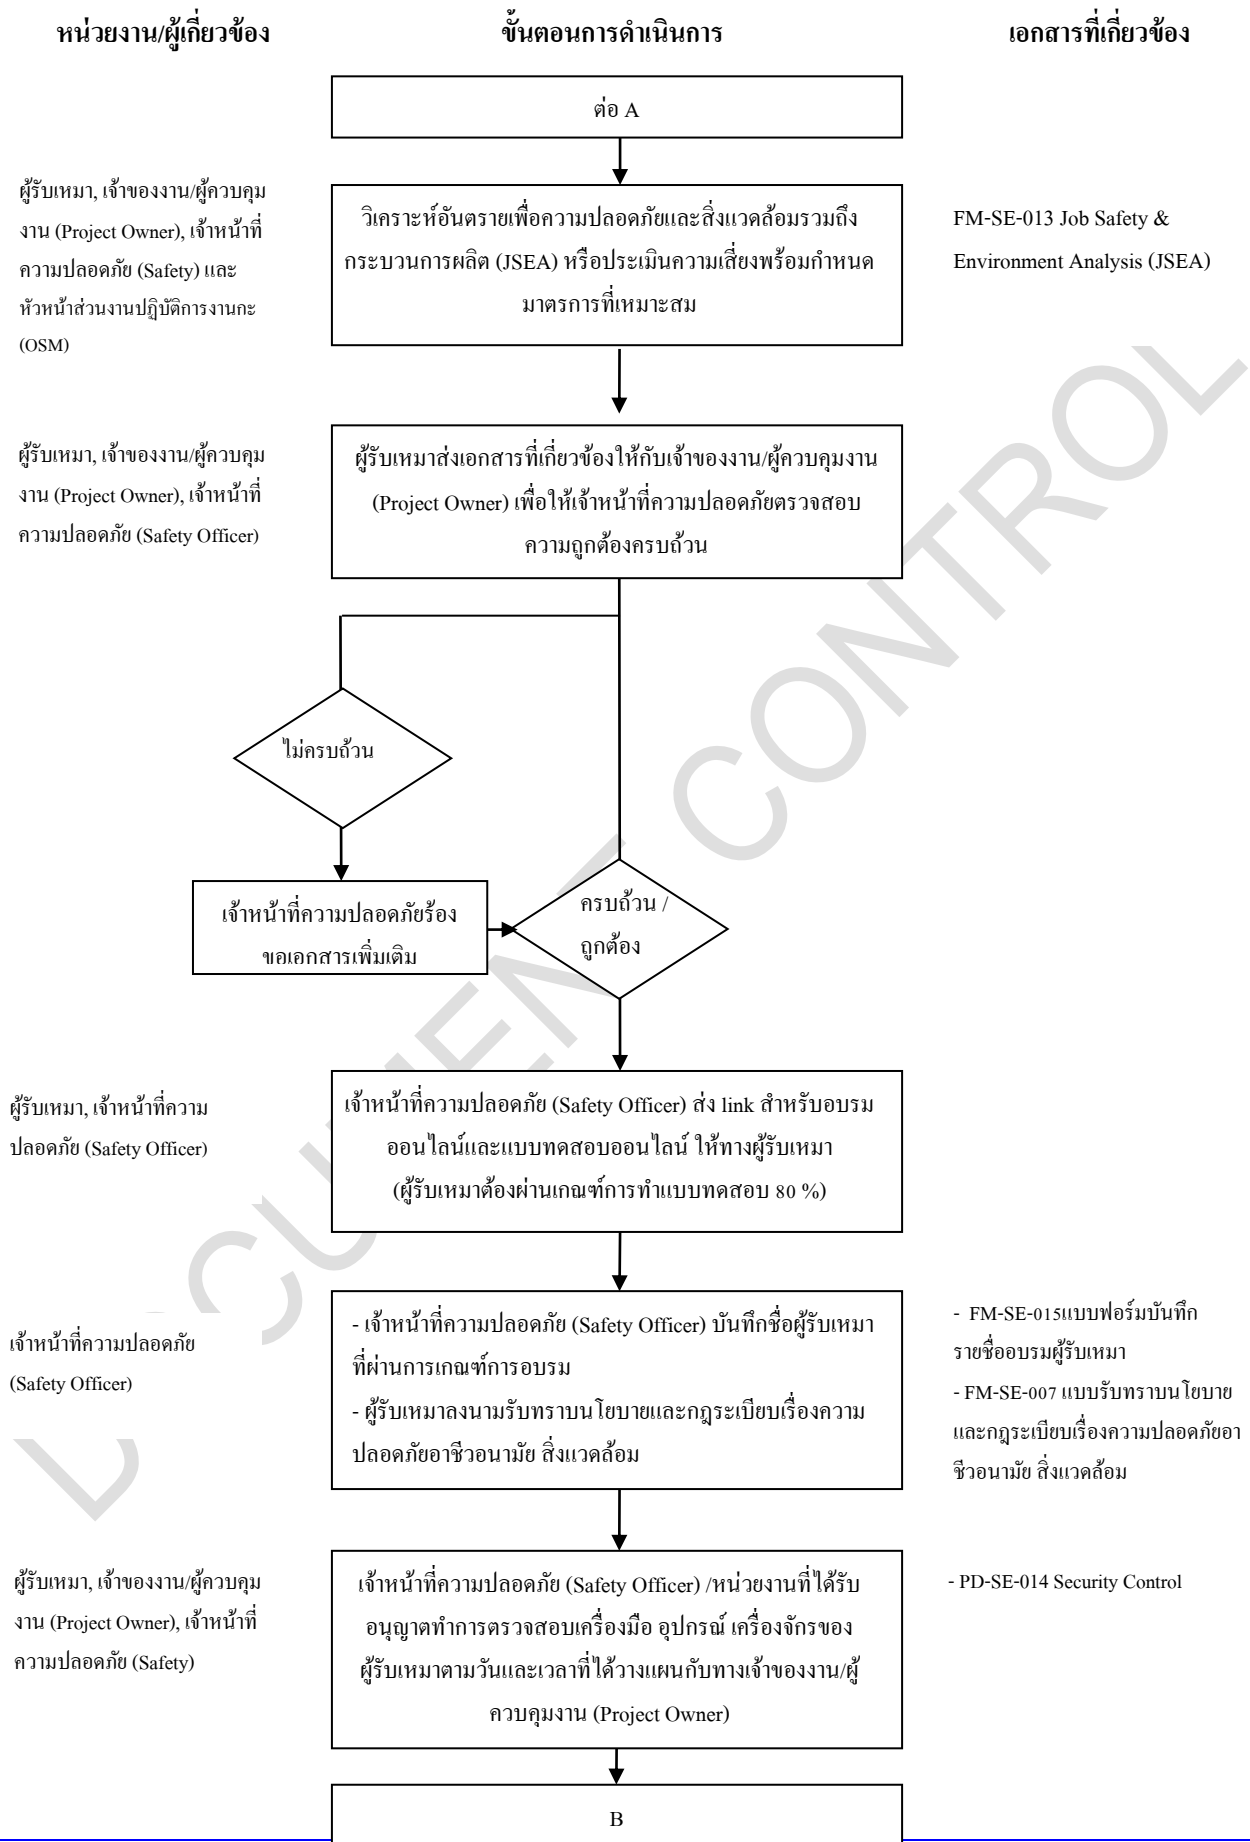 หน่วยงาน/ผู้เกี่ยวข้อง
ขั้นตอนการดำเนินการ
เอกสารที่เกี่ยวข้อง
ต่อ A
ผู้รับเหมา, เจ้าของงาน/ผู้ควบคุม
งาน (Project Owner), เจ้าหน้าที่
ความปลอดภัย (Safety) และ
หัวหน้าส่วนงานปฏิบัติการงานกะ
(OSM)
วิเคราะห์อันตรายเพื่อความปลอดภัยและสิ่งแวดล้อมรวมถึง
กระบวนการผลิต (JSEA) หรือประเมินความเสี่ยงพร้อมกำหนด
มาตรการที่เหมาะสม
FM-SE-013 Job Safety &
Environment Analysis (JSEA)
ผู้รับเหมา, เจ้าของงาน/ผู้ควบคุม
งาน (Project Owner), เจ้าหน้าที่
ความปลอดภัย (Safety Officer)
ผู้รับเหมาส่งเอกสารที่เกี่ยวข้องให้กับเจ้าของงาน/ผู้ควบคุมงาน
(Project Owner) เพื่อให้เจ้าหน้าที่ความปลอดภัยตรวจสอบ
ความถูกต้องครบถ้วน
ไม่ครบถ้วน
เจ้าหน้าที่ความปลอดภัยร้อง
ขอเอกสารเพิ่มเติม
ครบถ้วน /
ถูกต้อง
ผู้รับเหมา, เจ้าหน้าที่ความ
ปลอดภัย (Safety Officer)
เจ้าหน้าที่ความปลอดภัย (Safety Officer) ส่ง link สำหรับอบรม
ออนไลน์และแบบทดสอบออนไลน์ ให้ทางผู้รับเหมา
(ผู้รับเหมาต้องผ่านเกณฑ์การทำแบบทดสอบ 80 %)
เจ้าหน้าที่ความปลอดภัย
(Safety Officer)
- เจ้าหน้าที่ความปลอดภัย (Safety Officer) บันทึกชื่อผู้รับเหมา
ที่ผ่านการเกณฑ์การอบรม
- ผู้รับเหมาลงนามรับทราบนโยบายและกฎระเบียบเรื่องความ
ปลอดภัยอาชีวอนามัย สิ่งแวดล้อม
- FM-SE-015แบบฟอร์มบันทึก
รายชื่ออบรมผู้รับเหมา
- FM-SE-007 แบบรับทราบนโยบาย
และกฎระเบียบเรื่องความปลอดภัยอา
ชีวอนามัย สิ่งแวดล้อม
ผู้รับเหมา, เจ้าของงาน/ผู้ควบคุม
งาน (Project Owner), เจ้าหน้าที่
ความปลอดภัย (Safety)
เจ้าหน้าที่ความปลอดภัย (Safety Officer) /หน่วยงานที่ได้รับ
อนุญาตทำการตรวจสอบเครื่องมือ อุปกรณ์ เครื่องจักรของ
ผู้รับเหมาตามวันและเวลาที่ได้วางแผนกับทางเจ้าของงาน/ผู้
ควบคุมงาน (Project Owner)
- PD-SE-014 Security Control
B